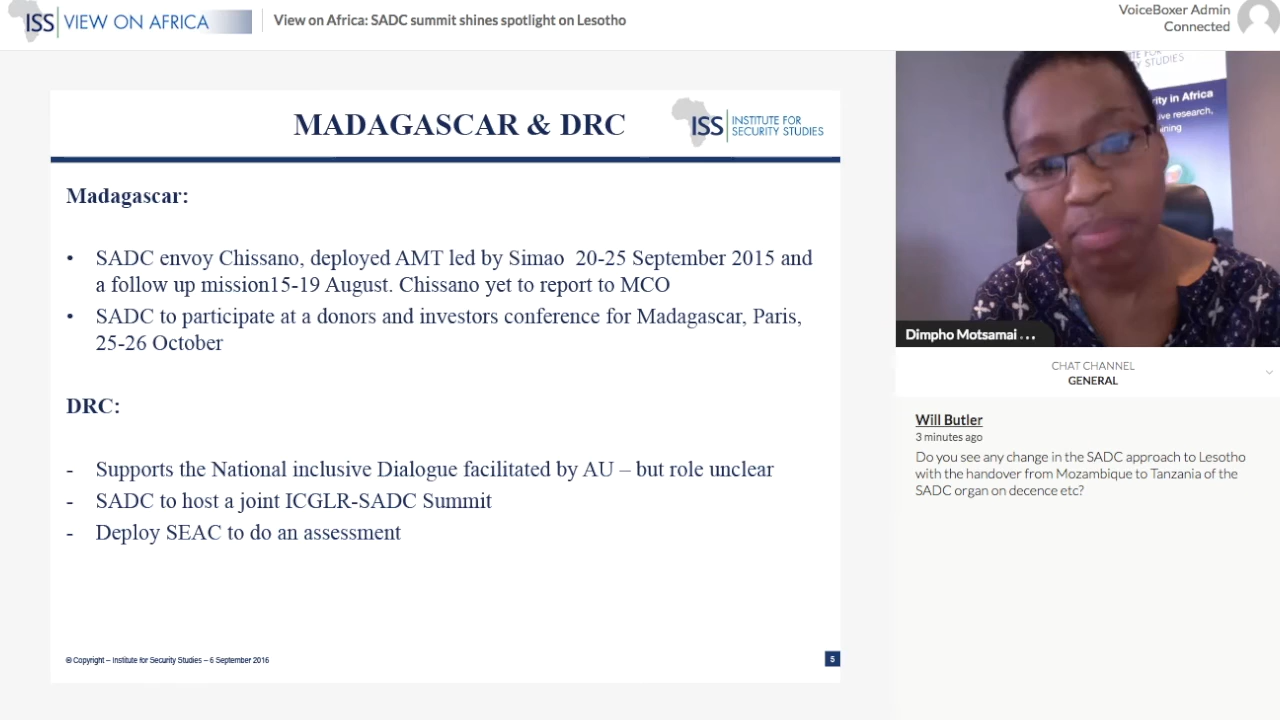 ISS VIEW ON AFRICA
View on Africa: SADC summit shines spotlight on Lesotho
VoiceBoxer Admin
Connected
MADAGASCAR & DRC
ISS INSTITUTE FOR
SECURITY STUDIES
Madagascar:
• SADC envoy Chissano, deployed AMT led by Simao 20-25 September 2015 and
a follow up mission15-19 August. Chissano yet to report to MCO
• SADC to participate at a donors and investors conference for Madagascar, Paris,
25-26 October
DRC:
- Supports the National inclusive Dialogue facilitated by AU – but role unclear
- SADC to host a joint ICGLR-SADC Summit
- Deploy SEAC to do an assessment
© Copyright – Institute for Security Studies – 6 September 2016
5
STUDIES
in Africa
Dimpho Motsamai ...
CHAT CHANNEL
GENERAL
Will Butler
3 minutes ago
Do you see any change in the SADC approach to Lesotho
with the handover from Mozambique to Tanzania of the
SADC organ on decence etc?